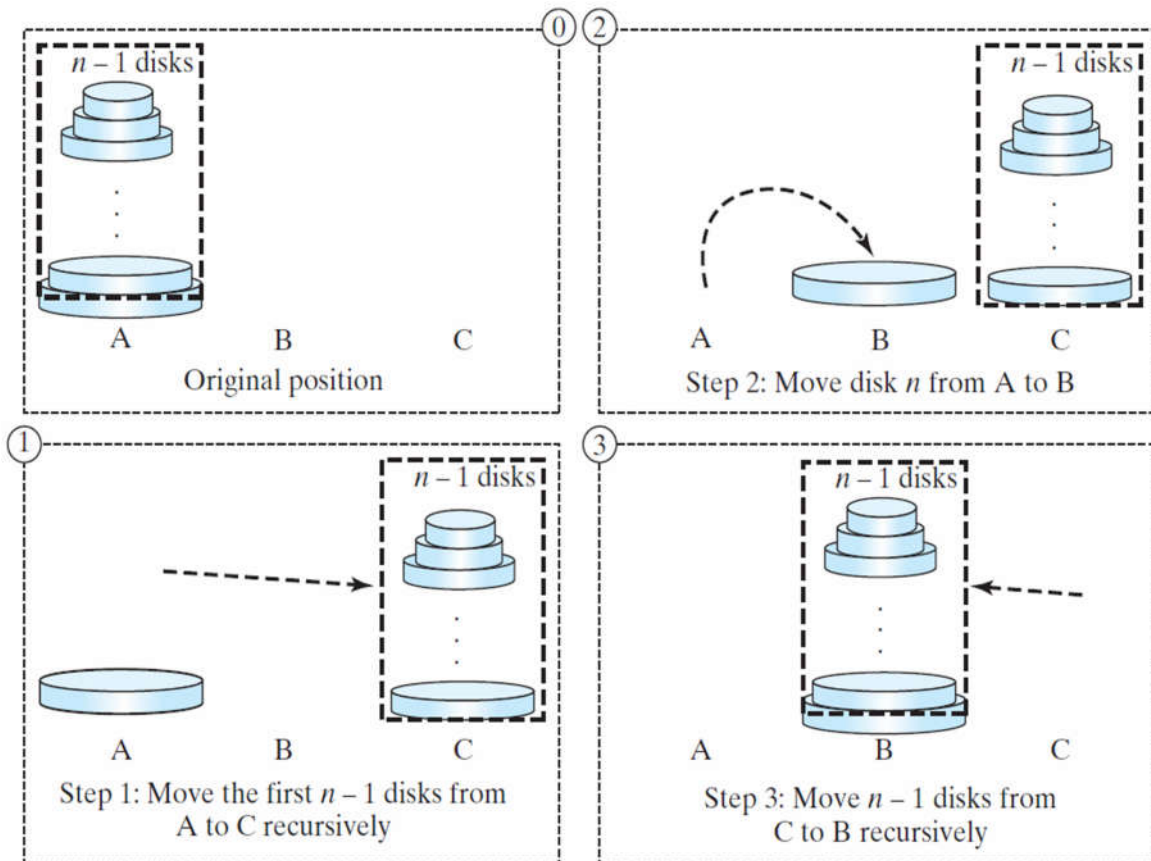 0
n – 1 disks
A B C
Original position
2
n – 1 disks
A B C
Step 2: Move disk n from A to B
1
n – 1 disks
A B C
Step 1: Move the first n – 1 disks from
A to C recursively
3
n – 1 disks
A B C
Step 3: Move n – 1 disks from
C to B recursively